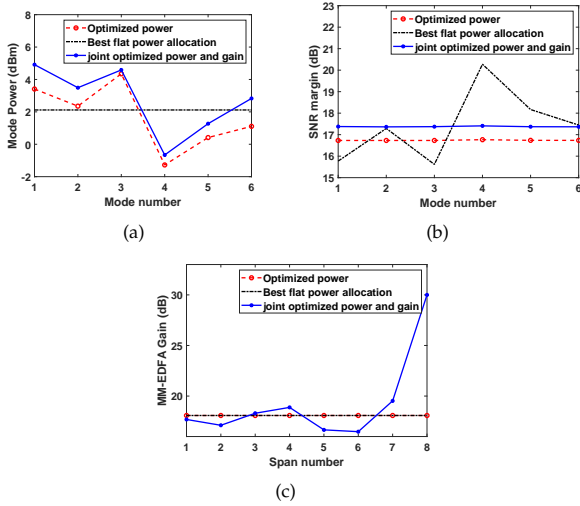 Optimized power
Best flat power allocation
joint optimized power and gain
Mode Power (dBm)
8
6
4
2
0
-2
1 2 3 4 5 6
Mode number
(a)
Optimized power
Best flat power allocation
joint optimized power and gain
SNR margin (dB)
23
22
21
20
19
18
17
16
15
1 2 3 4 5 6
Mode number
(b)
Optimized power
Best flat power allocation
joint optimized power and gain
MM-EDFA Gain (dB)
30
25
20
1 2 3 4 5 6 7 8
Span number
(c)